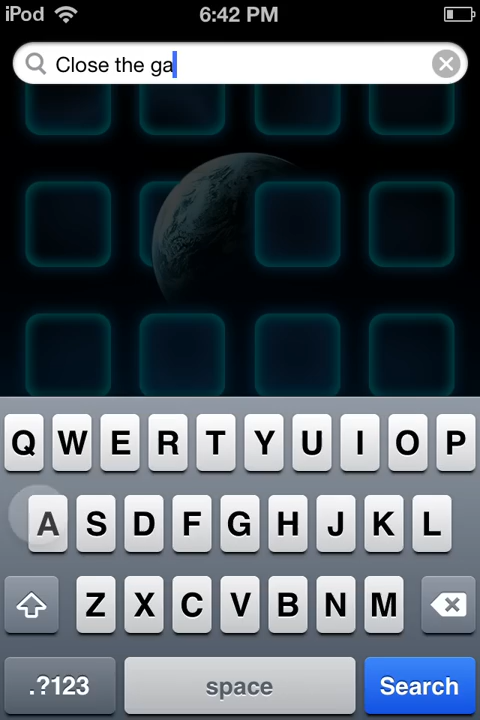 iPod 6:42 PM
Close the ga
Q W E R T Y U I O P
A S D F G H J K L
Z X C V B N M
.?123 space Search